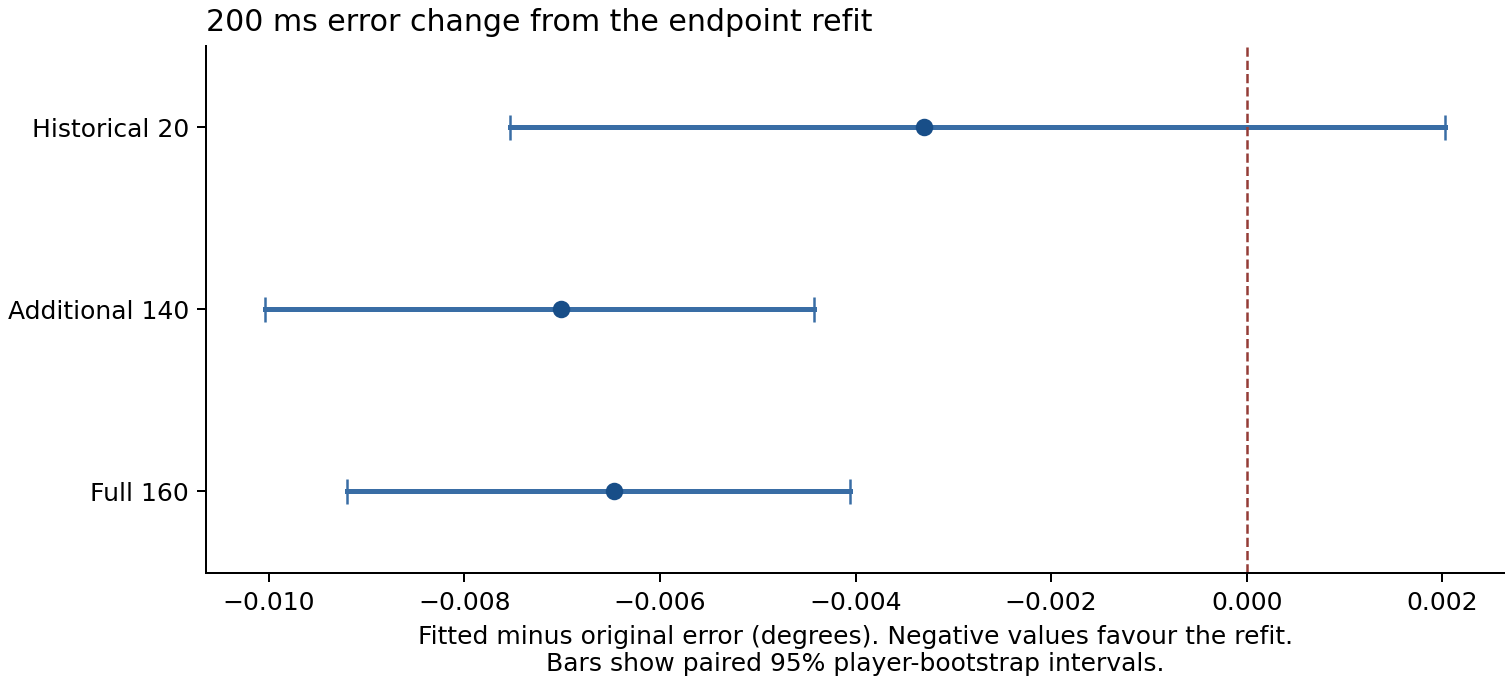 200 ms error change from the endpoint refit
Historical 20
Additional 140
Full 160
−0.010 −0.008 −0.006 −0.004 −0.002 0.000 0.002
Fitted minus original error (degrees). Negative values favour the refit.
Bars show paired 95% player-bootstrap intervals.